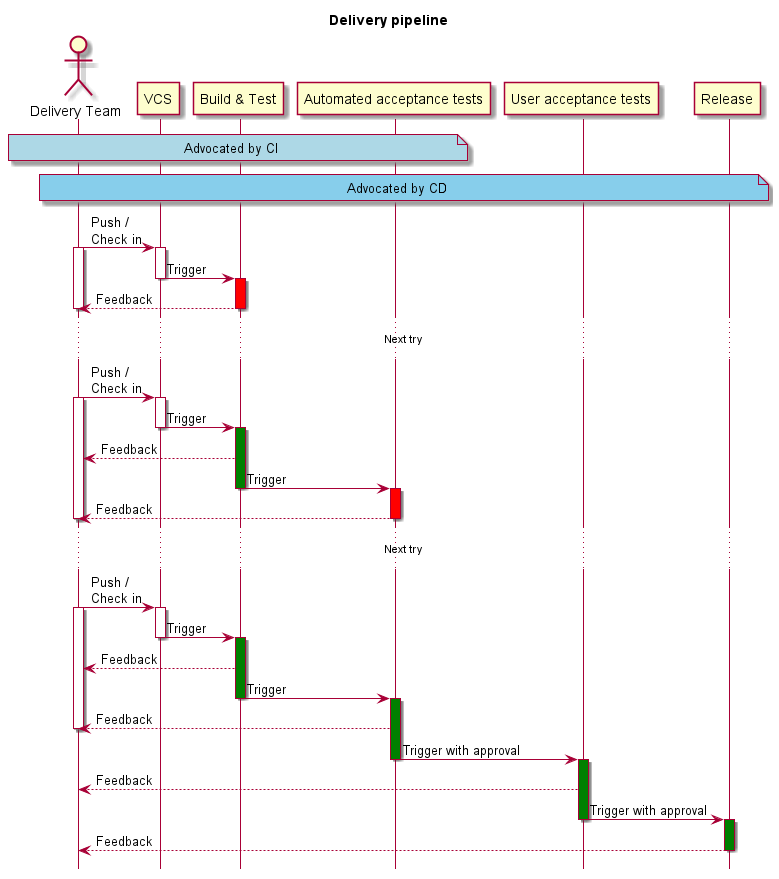 Delivery pipeline
Delivery Team
VCS
Build & Test
Automated acceptance tests
User acceptance tests
Release
Advocated by CI
Advocated by CD
Push /
Check in
Trigger
Feedback
Next try
Push /
Check in
Trigger
Feedback
Trigger
Feedback
Next try
Push /
Check in
Trigger
Feedback
Trigger
Feedback
Trigger with approval
Feedback
Trigger with approval
Feedback